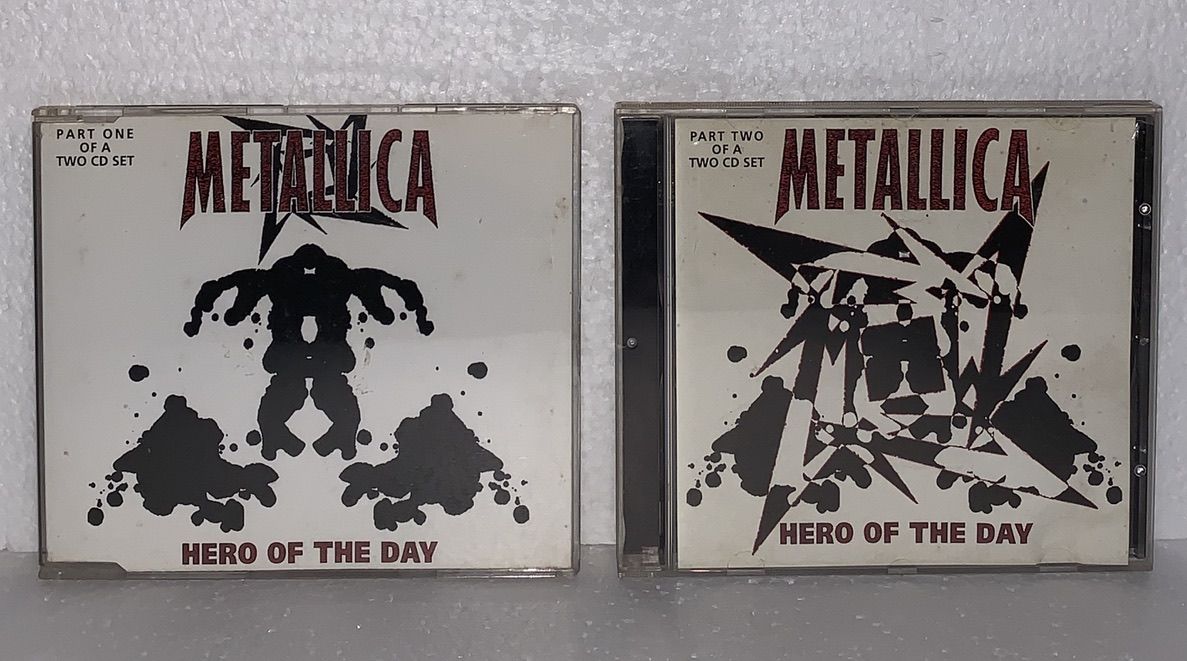 PART ONE
OF A
TWO CD SET
METALLICA
HERO OF THE DAY
PART TWO
OF A
TWO CD SET
METALLICA
HERO OF THE DAY